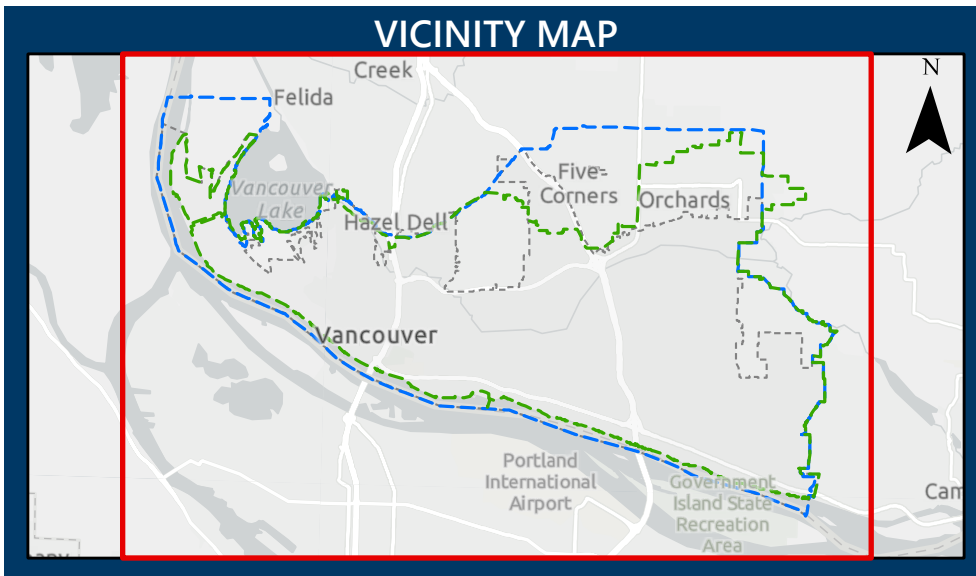 VICINITY MAP
Creek
N
Felida
Five
Corners
Vancouver
Lake
Orchards
Hazel Dell
Vancouver
Portland
International
Airport
Government
Island State
Recreation
Area
Cam